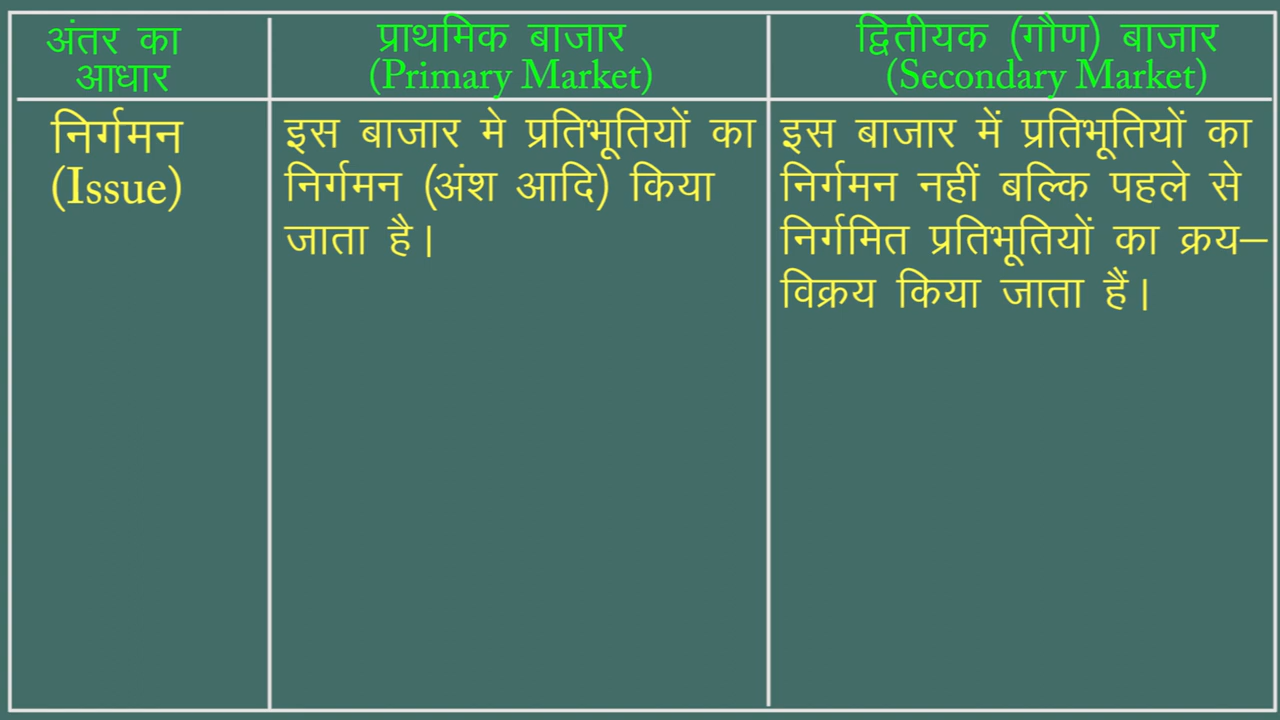 अंतर का
आधार
प्राथमिक बाजार
(Primary Market)
द्वितीयक (गौण) बाजार
(Secondary Market)
निर्गमन
(Issue)
इस बाजार मे प्रतिभूतियों का
निर्गमन (अंश आदि) किया
जाता है।
इस बाजार में प्रतिभूतियों का
निर्गमन नहीं बल्कि पहले से
निर्गमित प्रतिभूतियों का क्रय–
विक्रय किया जाता हैं।